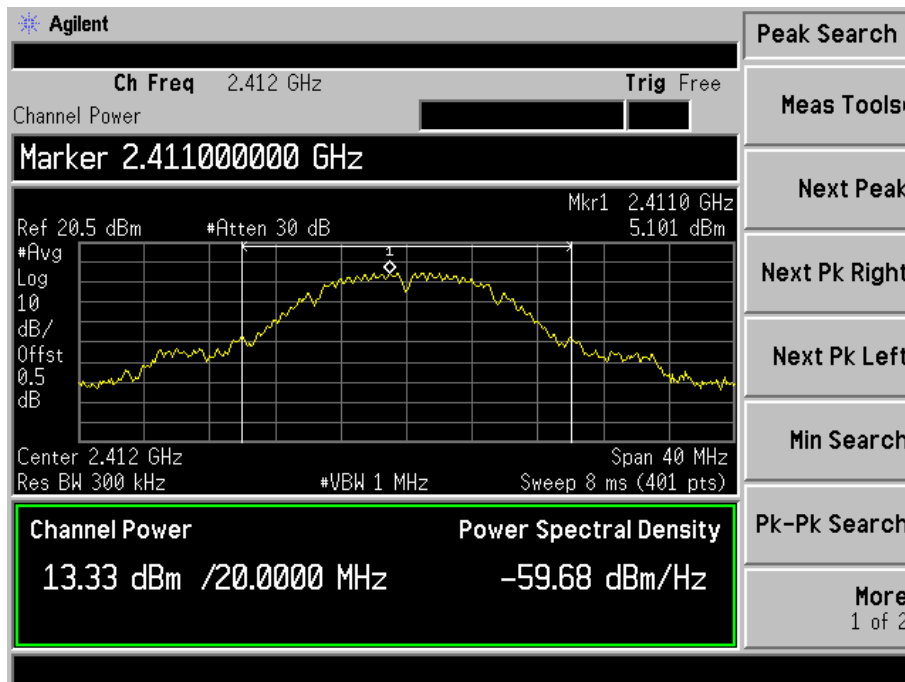 Agilent
Peak Search
Ch Freq 2.412 GHz Trig Free
Channel Power
Meas Tools
Marker 2.411000000 GHz
Next Peak
Mkr1 2.4110 GHz
Ref 20.5 dBm #Atten 30 dB 5.101 dBm
#Avg
Log
10
dB/
Offst
0.5
dB
1
Next Pk Right
Next Pk Left
Min Search
Center 2.412 GHz Span 40 MHz
Res BW 300 kHz #VBW 1 MHz Sweep 8 ms (401 pts)
Channel Power Power Spectral Density
13.33 dBm /20.0000 MHz -59.68 dBm/Hz
Pk-Pk Search
More
1 of 2